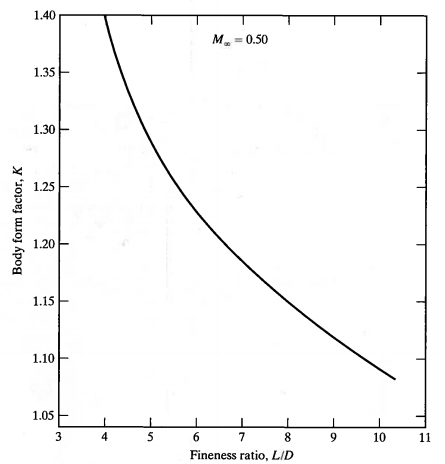 M∞ = 0.50
1.40
1.35
1.30
1.25
1.20
1.15
1.10
1.05
Body form factor, K
3 4 5 6 7 8 9 10 11
Fineness ratio, L/D